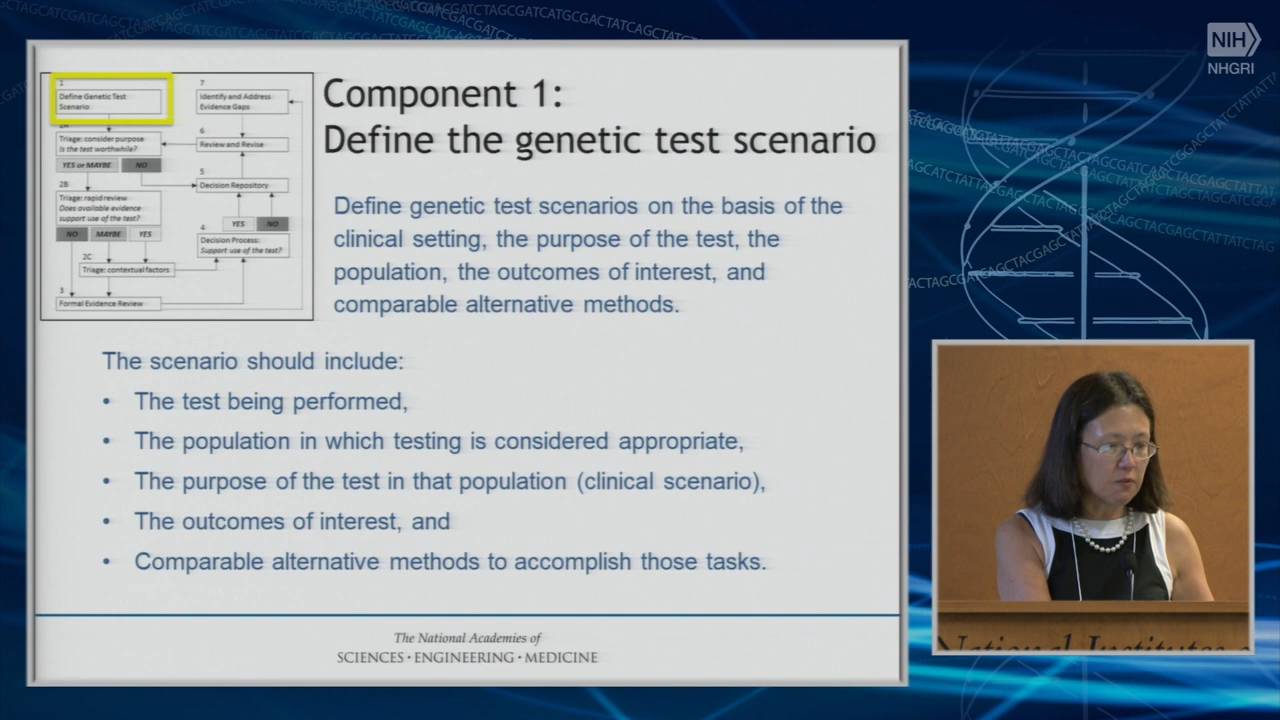 NIH
NHGRI
1
Define Genetic Test
Scenario
7
Identify and Address
Evidence Gaps
2A
Triage: consider purpose
Is the test worthwhile?
YES or MAYBE
NO
6
Review and Revise
5
Decision Repository
2B
Triage: rapid review
Does available evidence
support use of the test?
NO
MAYBE
YES
YES
NO
4
Decision Process:
Support use of the test?
2C
Triage: contextual factors
3
Formal Evidence Review
Component 1:
Define the genetic test scenario
Define genetic test scenarios on the basis of the
clinical setting, the purpose of the test, the
population, the outcomes of interest, and
comparable alternative methods.
The scenario should include:
• The test being performed,
• The population in which testing is considered appropriate,
• The purpose of the test in that population (clinical scenario),
• The outcomes of interest, and
• Comparable alternative methods to accomplish those tasks.
The National Academies of
SCIENCES • ENGINEERING • MEDICINE
National Institutes